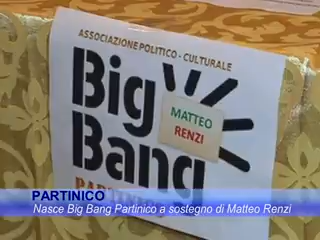 ASSOCIAZIONE POLITICO - CULTURALE
Big
Bang
MATTEO
RENZI
PARTINICO
Nasce Big Bang Partinico a sostegno di Matteo Renzi